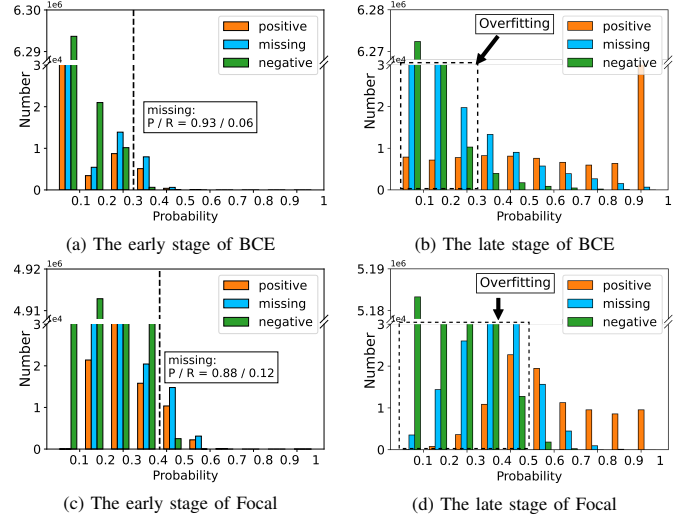 1e6
6.30
6.29
1e4
3
2
1
0
Number
positive
missing
negative
missing:
P / R = 0.93 / 0.06
0.1 0.2 0.3 0.4 0.5 0.6 0.7 0.8 0.9 1
Probability
(a) The early stage of BCE
1e6
6.28
6.27
1e4
3
2
1
0
Number
Overfitting
positive
missing
negative
0.1 0.2 0.3 0.4 0.5 0.6 0.7 0.8 0.9 1
Probability
(b) The late stage of BCE
1e6
4.92
4.91
1e4
3
2
1
0
Number
positive
missing
negative
missing:
P / R = 0.88 / 0.12
0.1 0.2 0.3 0.4 0.5 0.6 0.7 0.8 0.9 1
Probability
(c) The early stage of Focal
1e6
5.19
5.18
1e4
3
2
1
0
Number
Overfitting
positive
missing
negative
0.1 0.2 0.3 0.4 0.5 0.6 0.7 0.8 0.9 1
Probability
(d) The late stage of Focal